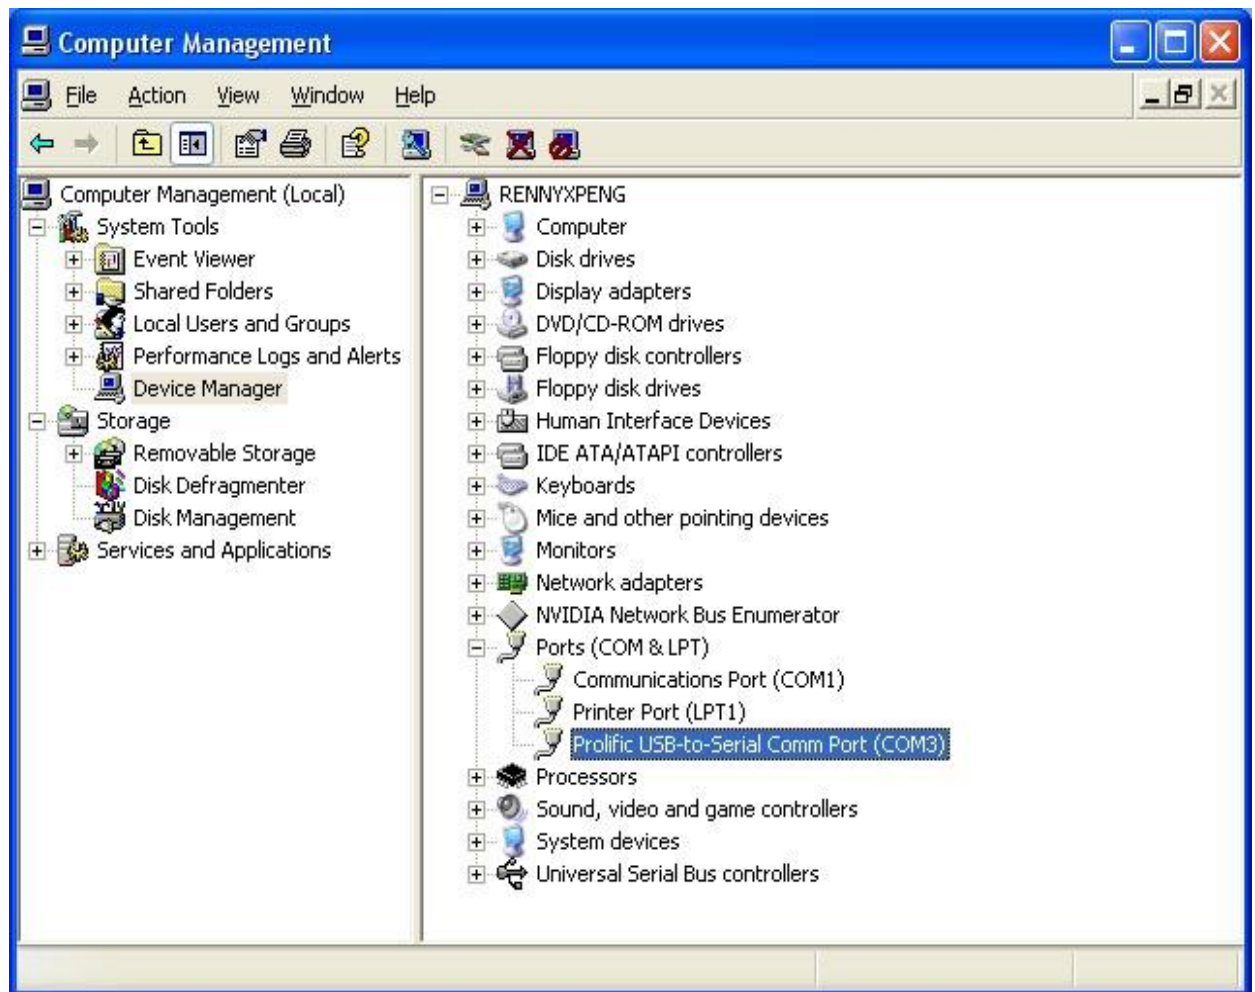 Computer Management
File Action View Window Help
Computer Management (Local)
System Tools
Event Viewer
Shared Folders
Local Users and Groups
Performance Logs and Alerts
Device Manager
Storage
Removable Storage
Disk Defragmenter
Disk Management
Services and Applications
RENNYXPENG
Computer
Disk drives
Display adapters
DVD/CD-ROM drives
Floppy disk controllers
Floppy disk drives
Human Interface Devices
IDE ATA/ATAPI controllers
Keyboards
Mice and other pointing devices
Monitors
Network adapters
NVIDIA Network Bus Enumerator
Ports (COM & LPT)
Communications Port (COM1)
Printer Port (LPT1)
Prolific USB-to-Serial Comm Port (COM3)
Processors
Sound, video and game controllers
System devices
Universal Serial Bus controllers